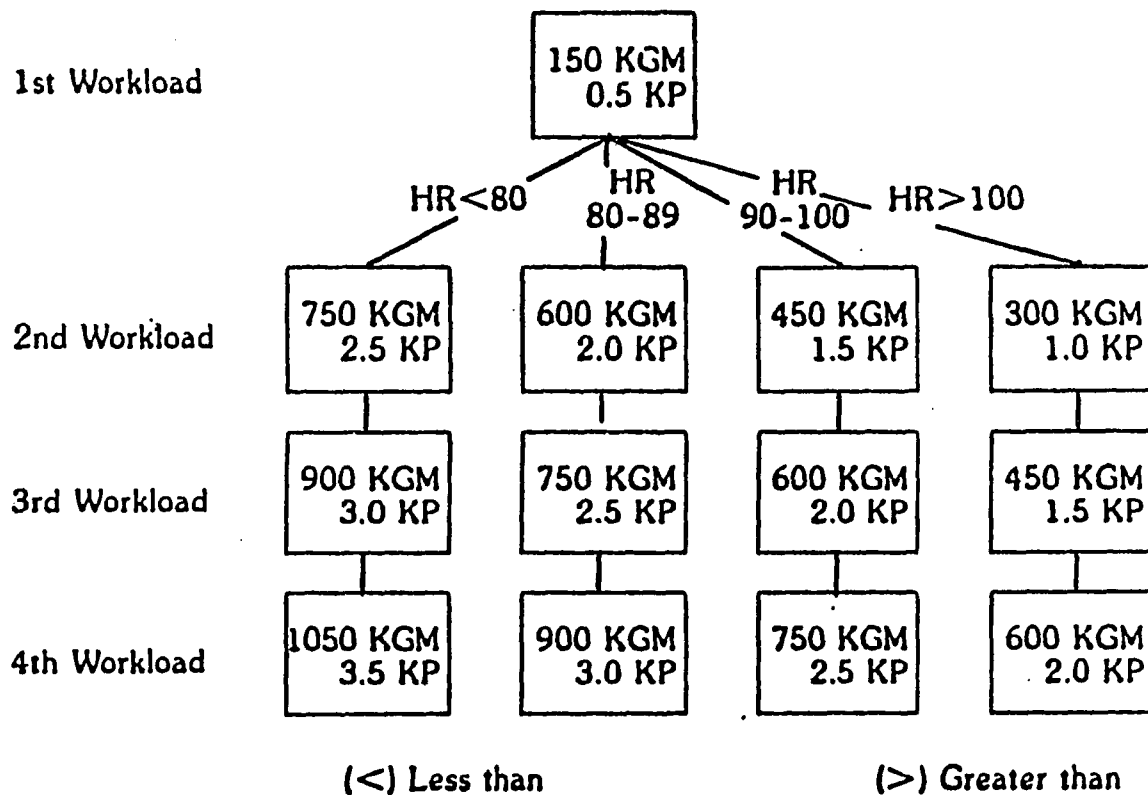 1st Workload
150 KGM
0.5 KP
HR<80
HR
80-89
HR
90-100
HR>100
2nd Workload
750 KGM
2.5 KP
600 KGM
2.0 KP
450 KGM
1.5 KP
300 KGM
1.0 KP
3rd Workload
900 KGM
3.0 KP
750 KGM
2.5 KP
600 KGM
2.0 KP
450 KGM
1.5 KP
4th Workload
1050 KGM
3.5 KP
900 KGM
3.0 KP
750 KGM
2.5 KP
600 KGM
2.0 KP
(<) Less than
(>) Greater than